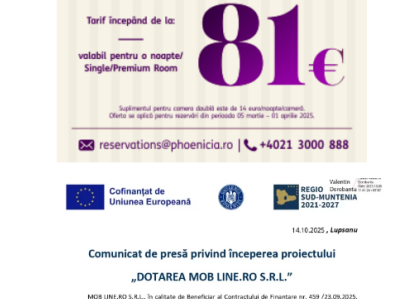 Tarif începând de la:
valabil pentru o noapte/
Single/Premium Room
81€
Suplimentul pentru camera dublă este de 14 euro/noapte/cameră.
Oferta se aplică pentru rezervări din perioada 05 martie - 01 aprilie 2025.
reservations@phoenicia.ro | +4021 3000 888
Cofinanțat de
Uniunea Europeană
REGIO
SUD-MUNTENIA
2021-2027
Valentin
Dorobantu
14.10.2025 , Lupsanu
Comunicat de presă privind începerea proiectului
„DOTAREA MOB LINE.RO S.R.L.”
MOB LINE.RO S.R.L., în calitate de Beneficiar al Contractului de Finanțare nr. 459 /23.09.2025,